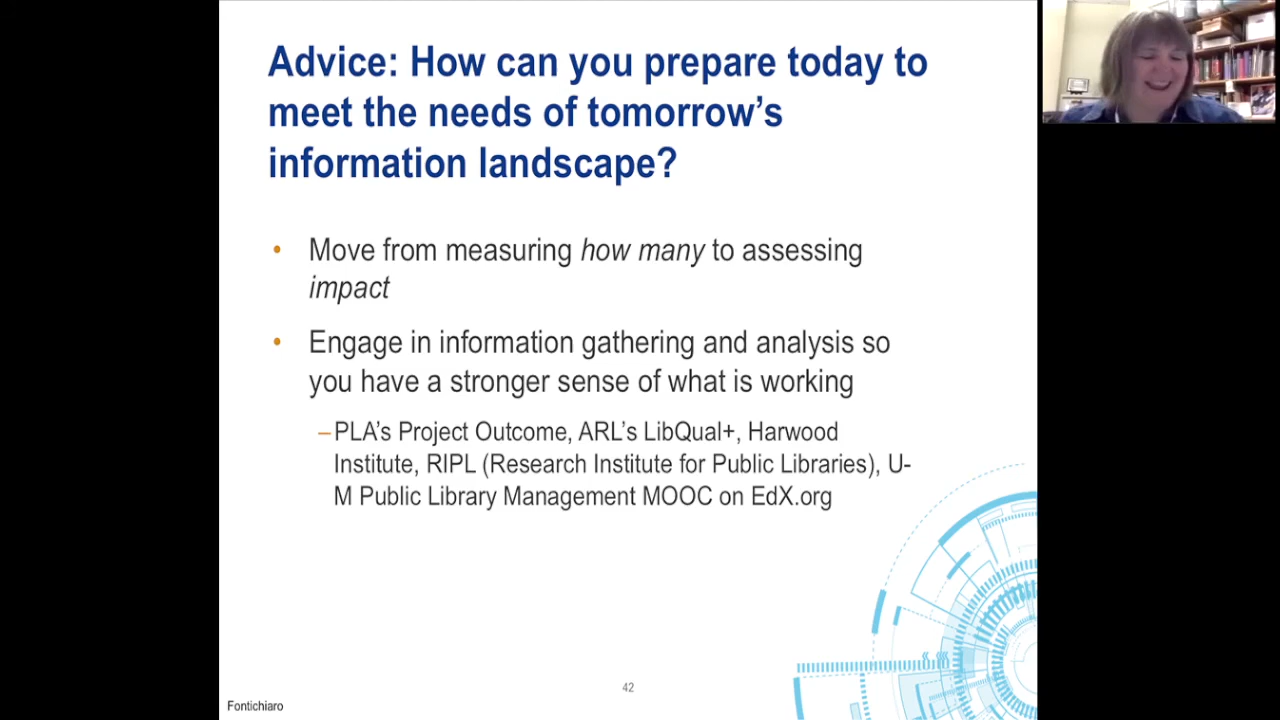 Advice: How can you prepare today to
meet the needs of tomorrow’s
information landscape?
• Move from measuring how many to assessing
impact
• Engage in information gathering and analysis so
you have a stronger sense of what is working
–PLA’s Project Outcome, ARL’s LibQual+, Harwood
Institute, RIPL (Research Institute for Public Libraries), U-
M Public Library Management MOOC on EdX.org
42
Fontichiaro